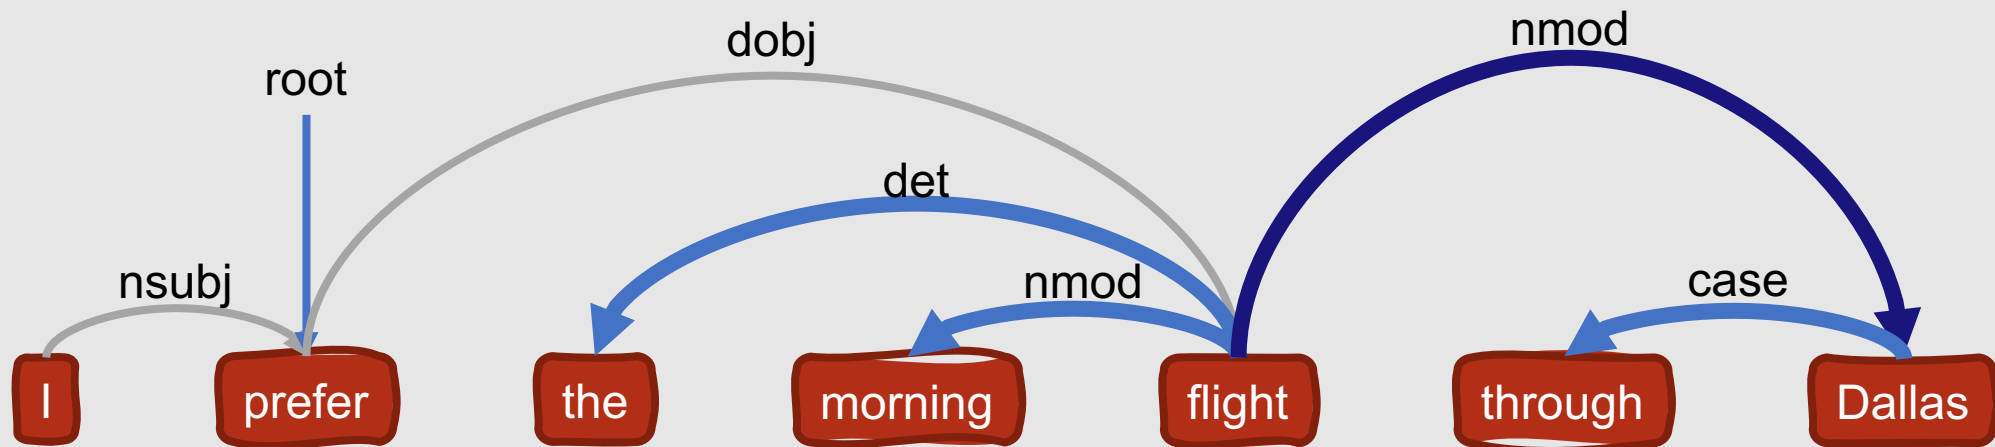 nmod
dobj
root
det
nsubj
nmod
case
I prefer the morning flight through Dallas